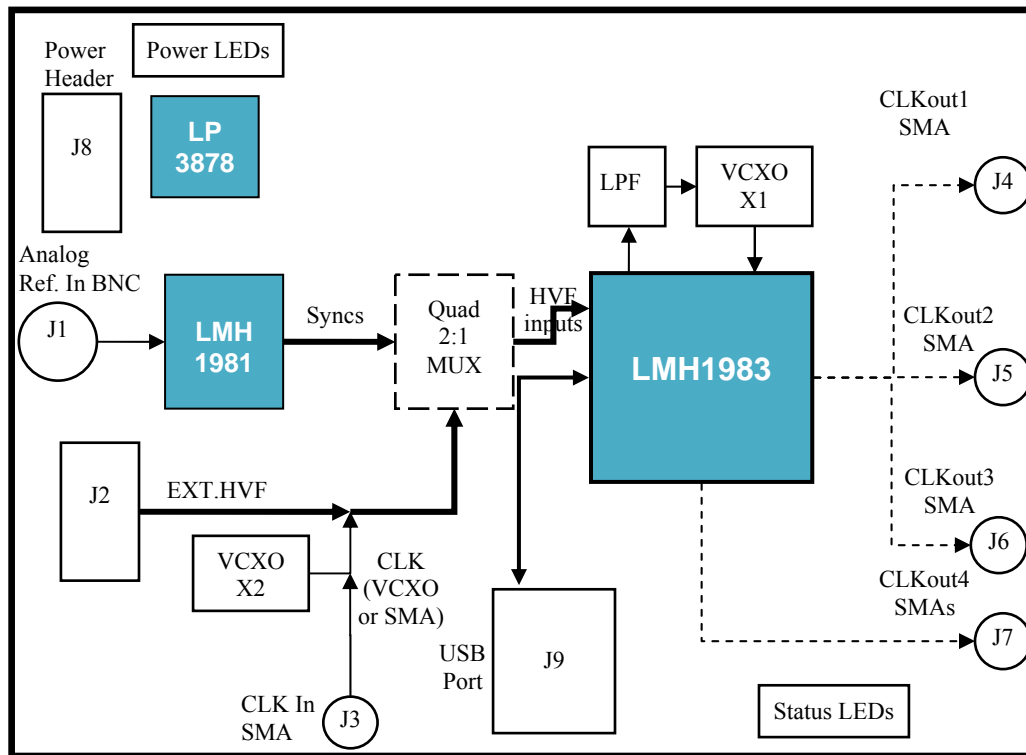 Power
Header
Power LEDs
J8
LP
3878
CLKout1
SMA
J4
LPF
VCXO
X1
Analog
Ref. In BNC
J1
LMH
1981
Syncs
Quad
2:1
MUX
HVF
inputs
LMH1983
CLKout2
SMA
J5
J2
EXT.HVF
VCXO
X2
CLK
(VCXO
or SMA)
CLKout3
SMA
J6
CLKout4
SMAs
J7
USB
Port
J9
CLK In
SMA
J3
Status LEDs